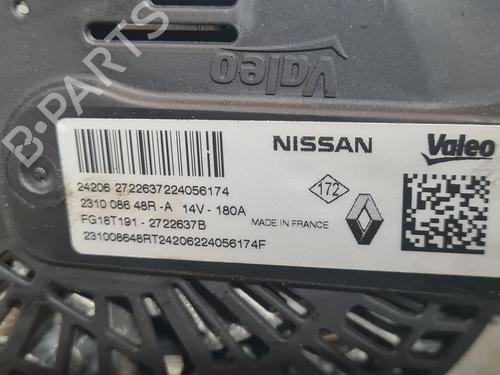 Valeo
B-PARTS
NISSAN
Valeo
24206 2722637224056174
2310 086 48R -A 14V - 180A
172
FG18T191 - 2722637B
MADE IN FRANCE
231008648RT24206224056174F